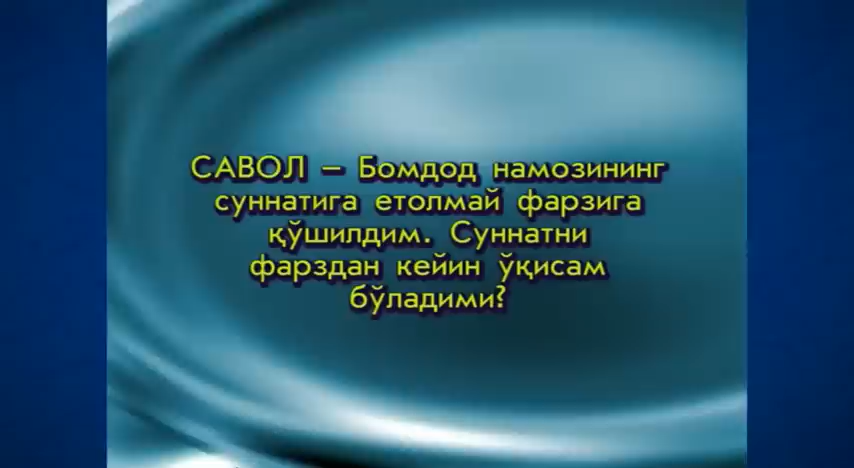 САВОЛ – Бомдод намозининг
суннатига етолмай фарзига
қўшилдим. Суннатни
фарздан кейин ўқисам
бўладими?